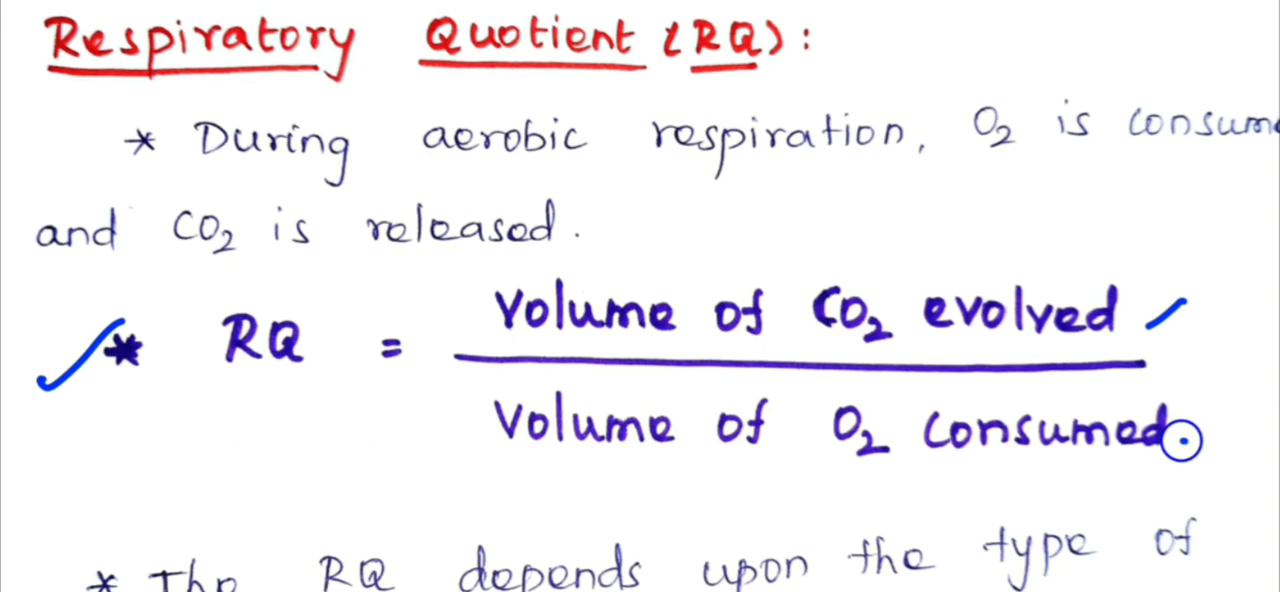 Respiratory Quotient (RQ):
* During aerobic respiration, O₂ is consum
and CO₂ is released.
* RQ = Volume of CO₂ evolved
Volume of O₂ consumed.
* The RQ depends upon the type of